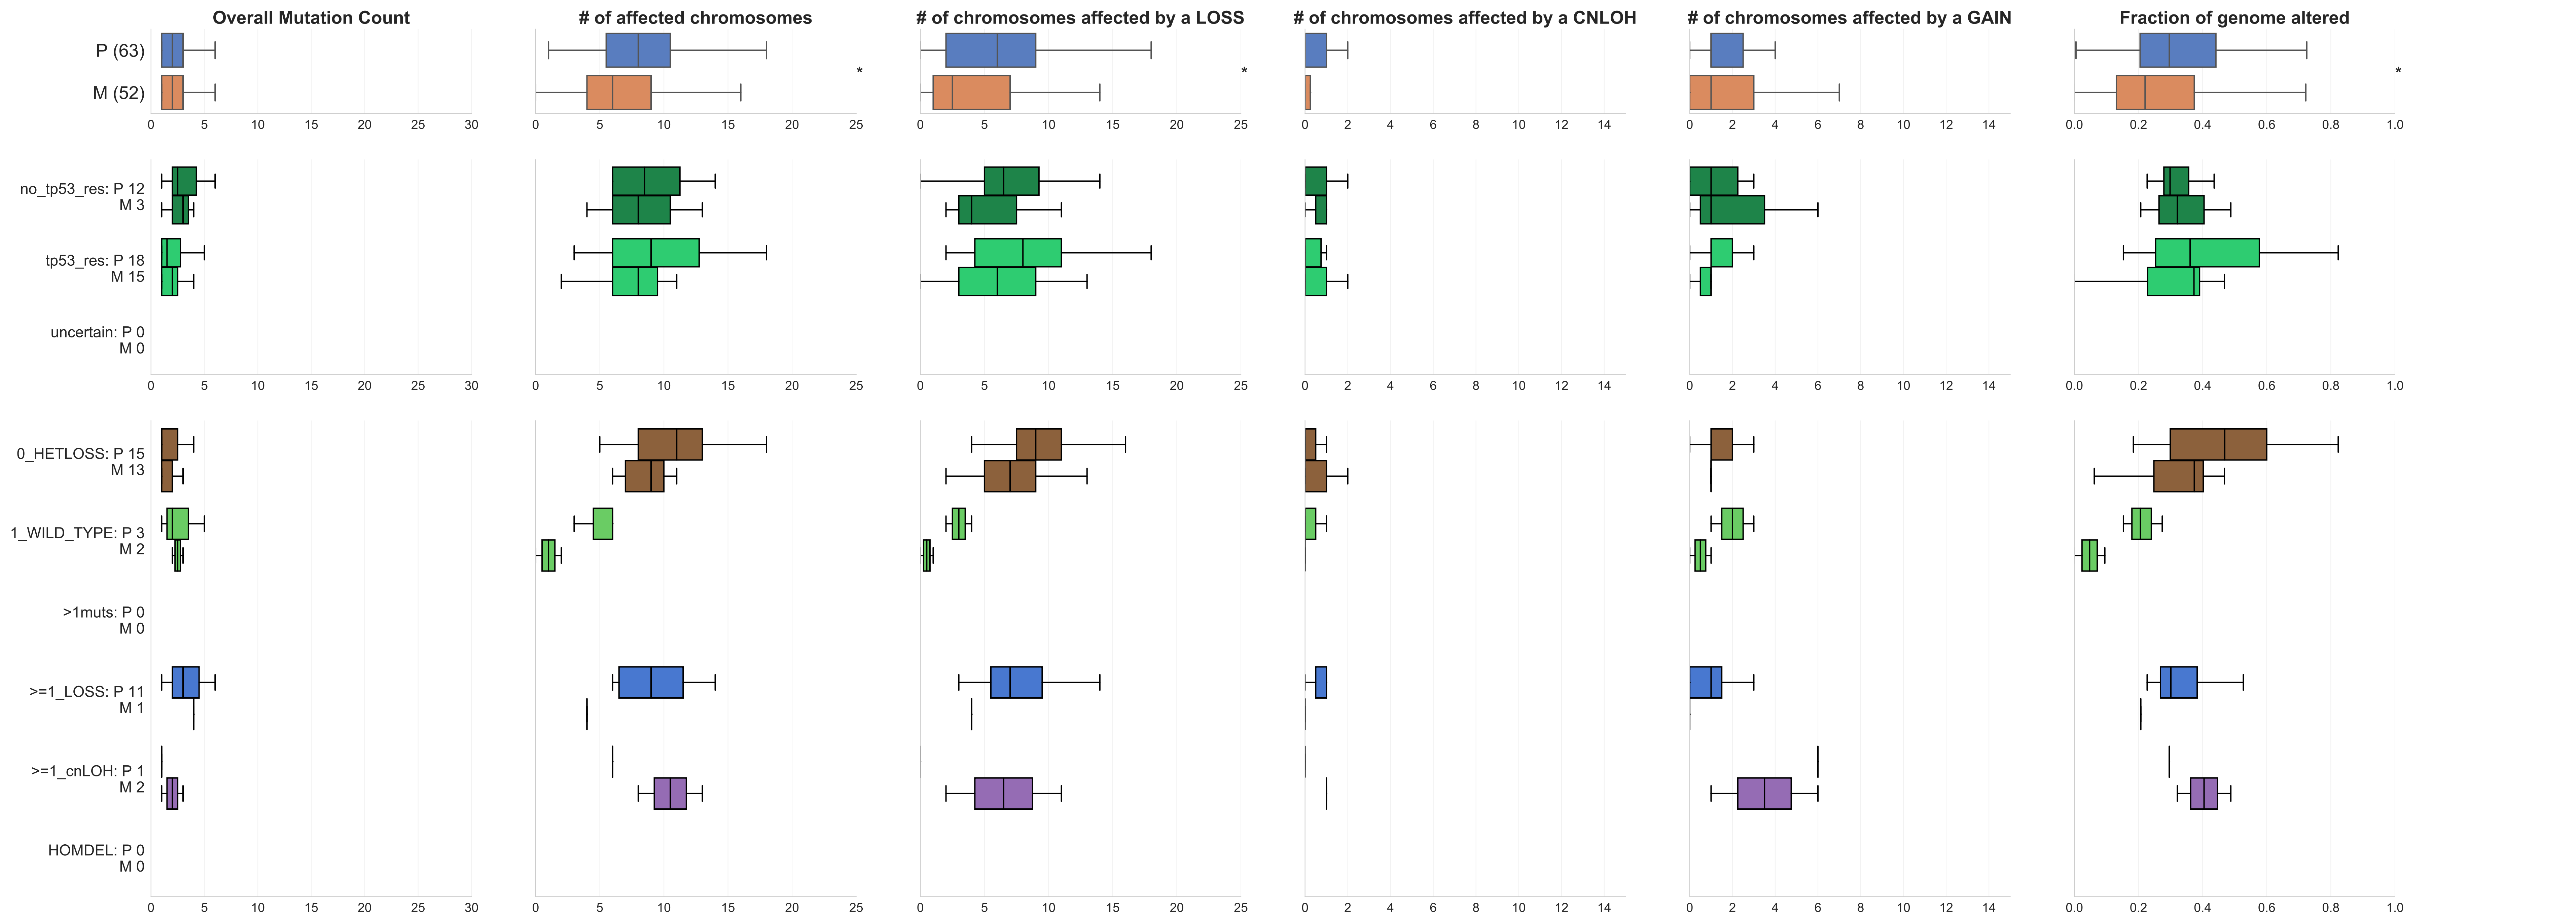 Overall Mutation Count
# of affected chromosomes
# of chromosomes affected by a LOSS
# of chromosomes affected by a CNLOH
# of chromosomes affected by a GAIN
Fraction of genome altered
P (63)
M (52)
*
*
*
0 5 10 15 20 25 30
0 5 10 15 20 25
0 5 10 15 20 25
0 2 4 6 8 10 12 14
0 2 4 6 8 10 12 14
0.0 0.2 0.4 0.6 0.8 1.0
no_tp53_res: P 12
M 3
tp53_res: P 18
M 15
uncertain: P 0
M 0
0 5 10 15 20 25 30
0 5 10 15 20 25
0 5 10 15 20 25
0 2 4 6 8 10 12 14
0 2 4 6 8 10 12 14
0.0 0.2 0.4 0.6 0.8 1.0
0_HETLOSS: P 15
M 13
1_WILD_TYPE: P 3
M 2
>1muts: P 0
M 0
>=1_LOSS: P 11
M 1
>=1_cnLOH: P 1
M 2
HOMDEL: P 0
M 0
0 5 10 15 20 25 30
0 5 10 15 20 25
0 5 10 15 20 25
0 2 4 6 8 10 12 14
0 2 4 6 8 10 12 14
0.0 0.2 0.4 0.6 0.8 1.0